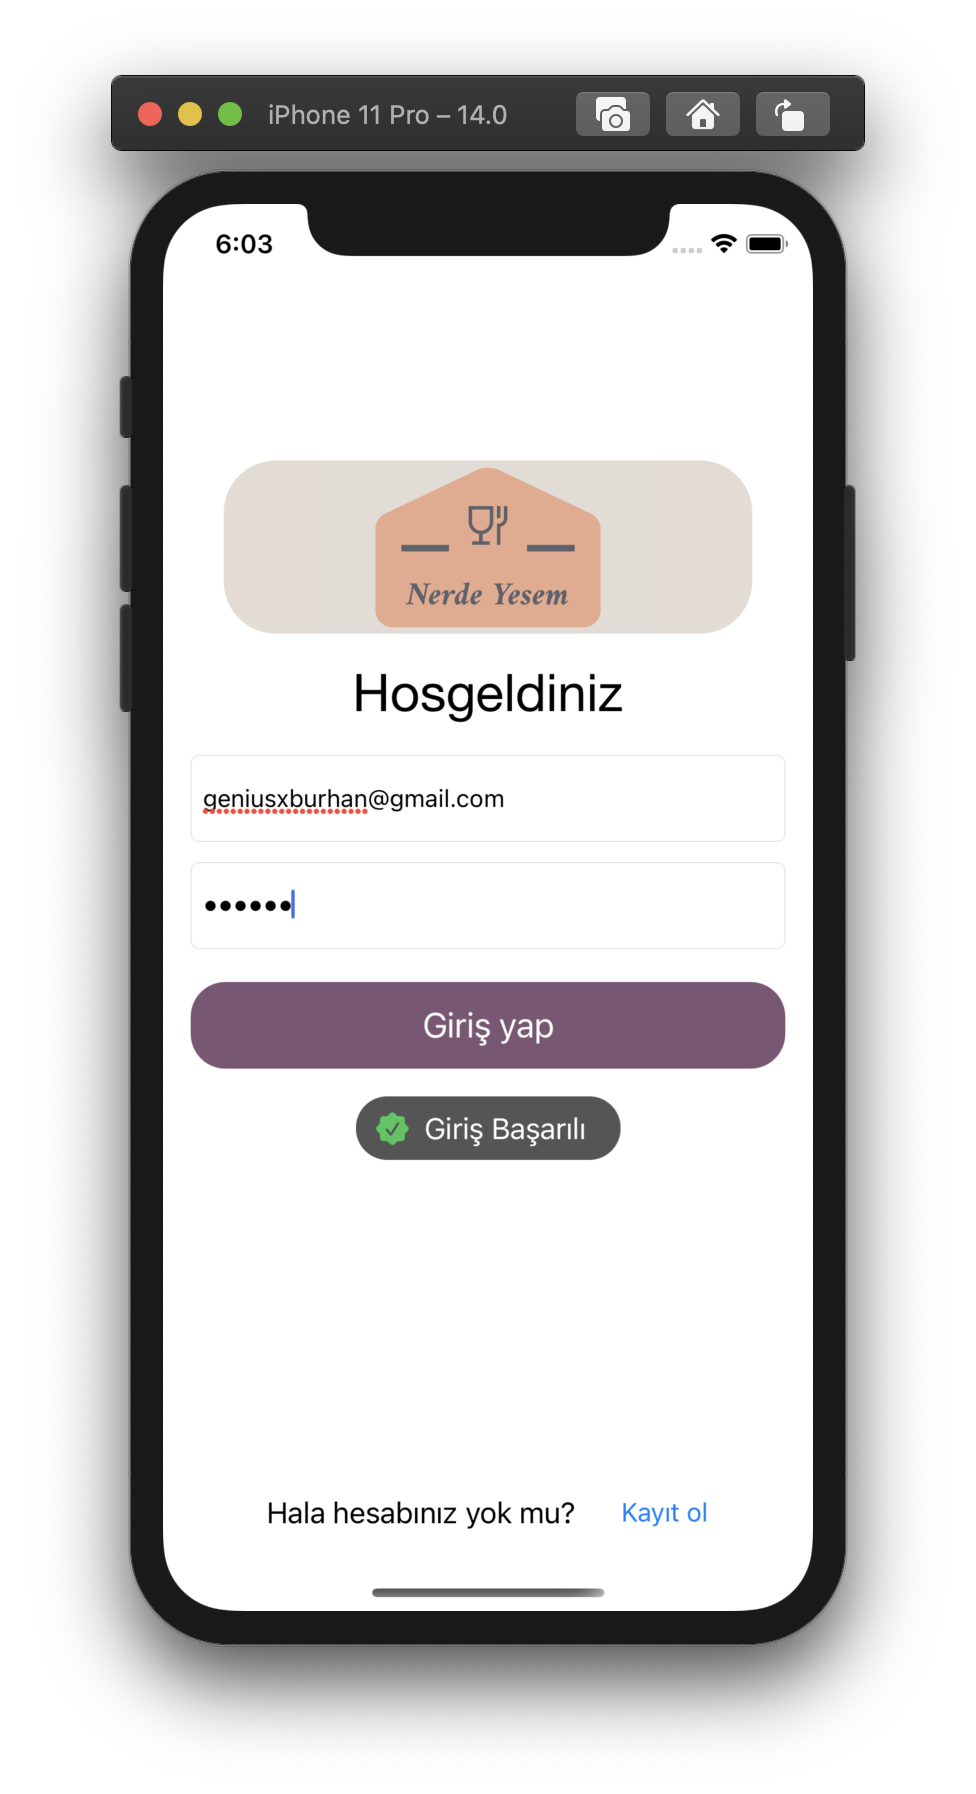 iPhone 11 Pro – 14.0
6:03
Nerde Yesem
Hosgeldiniz
geniusxburhan@gmail.com
••••••
Giriş yap
Giriş Başarılı
Hala hesabınız yok mu? Kayıt ol